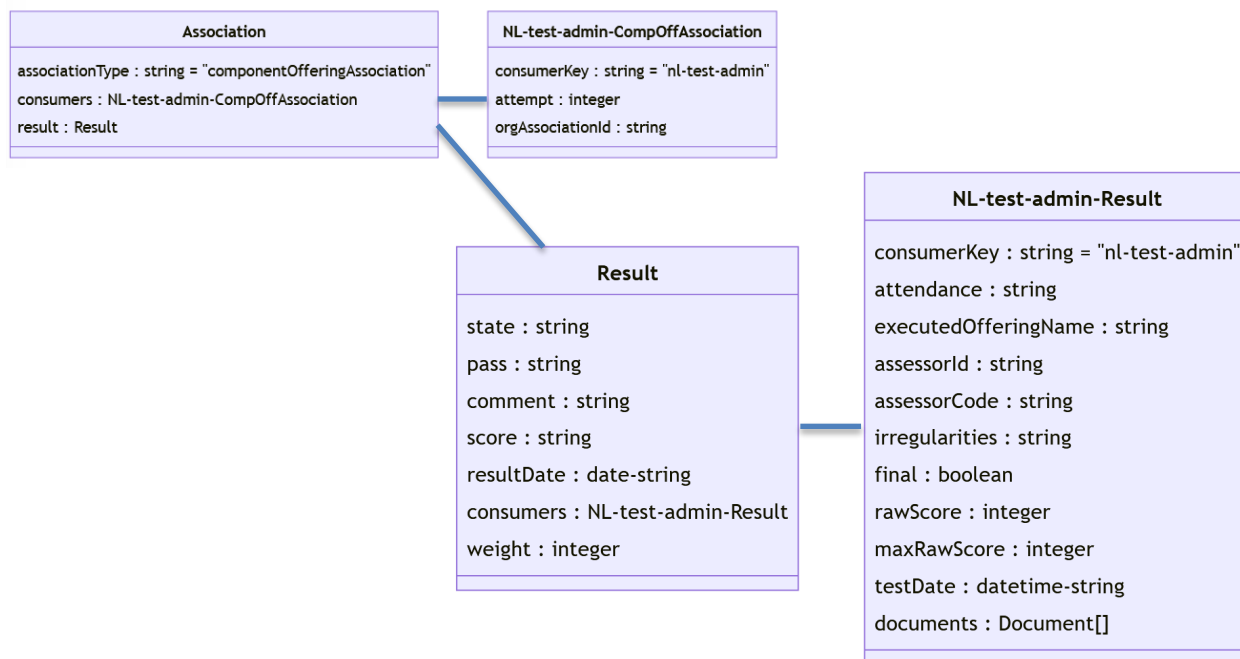 Association
associationType : string = "componentOfferingAssociation"
consumers : NL-test-admin-CompOffAssociation
result : Result
NL-test-admin-CompOffAssociation
consumerKey : string = "nl-test-admin"
attempt : integer
orgAssociationId : string
Result
state : string
pass : string
comment : string
score : string
resultDate : date-string
consumers : NL-test-admin-Result
weight : integer
NL-test-admin-Result
consumerKey : string = "nl-test-admin"
attendance : string
executedOfferingName : string
assessorId : string
assessorCode : string
irregularities : string
final : boolean
rawScore : integer
maxRawScore : integer
testDate : datetime-string
documents : Document[]